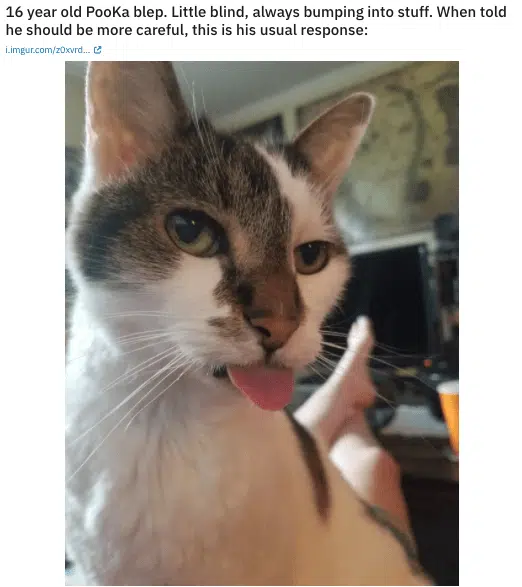 16 year old PooKa blep. Little blind, always bumping into stuff. When told
he should be more careful, this is his usual response:
i.imgur.com/z0xvrd...